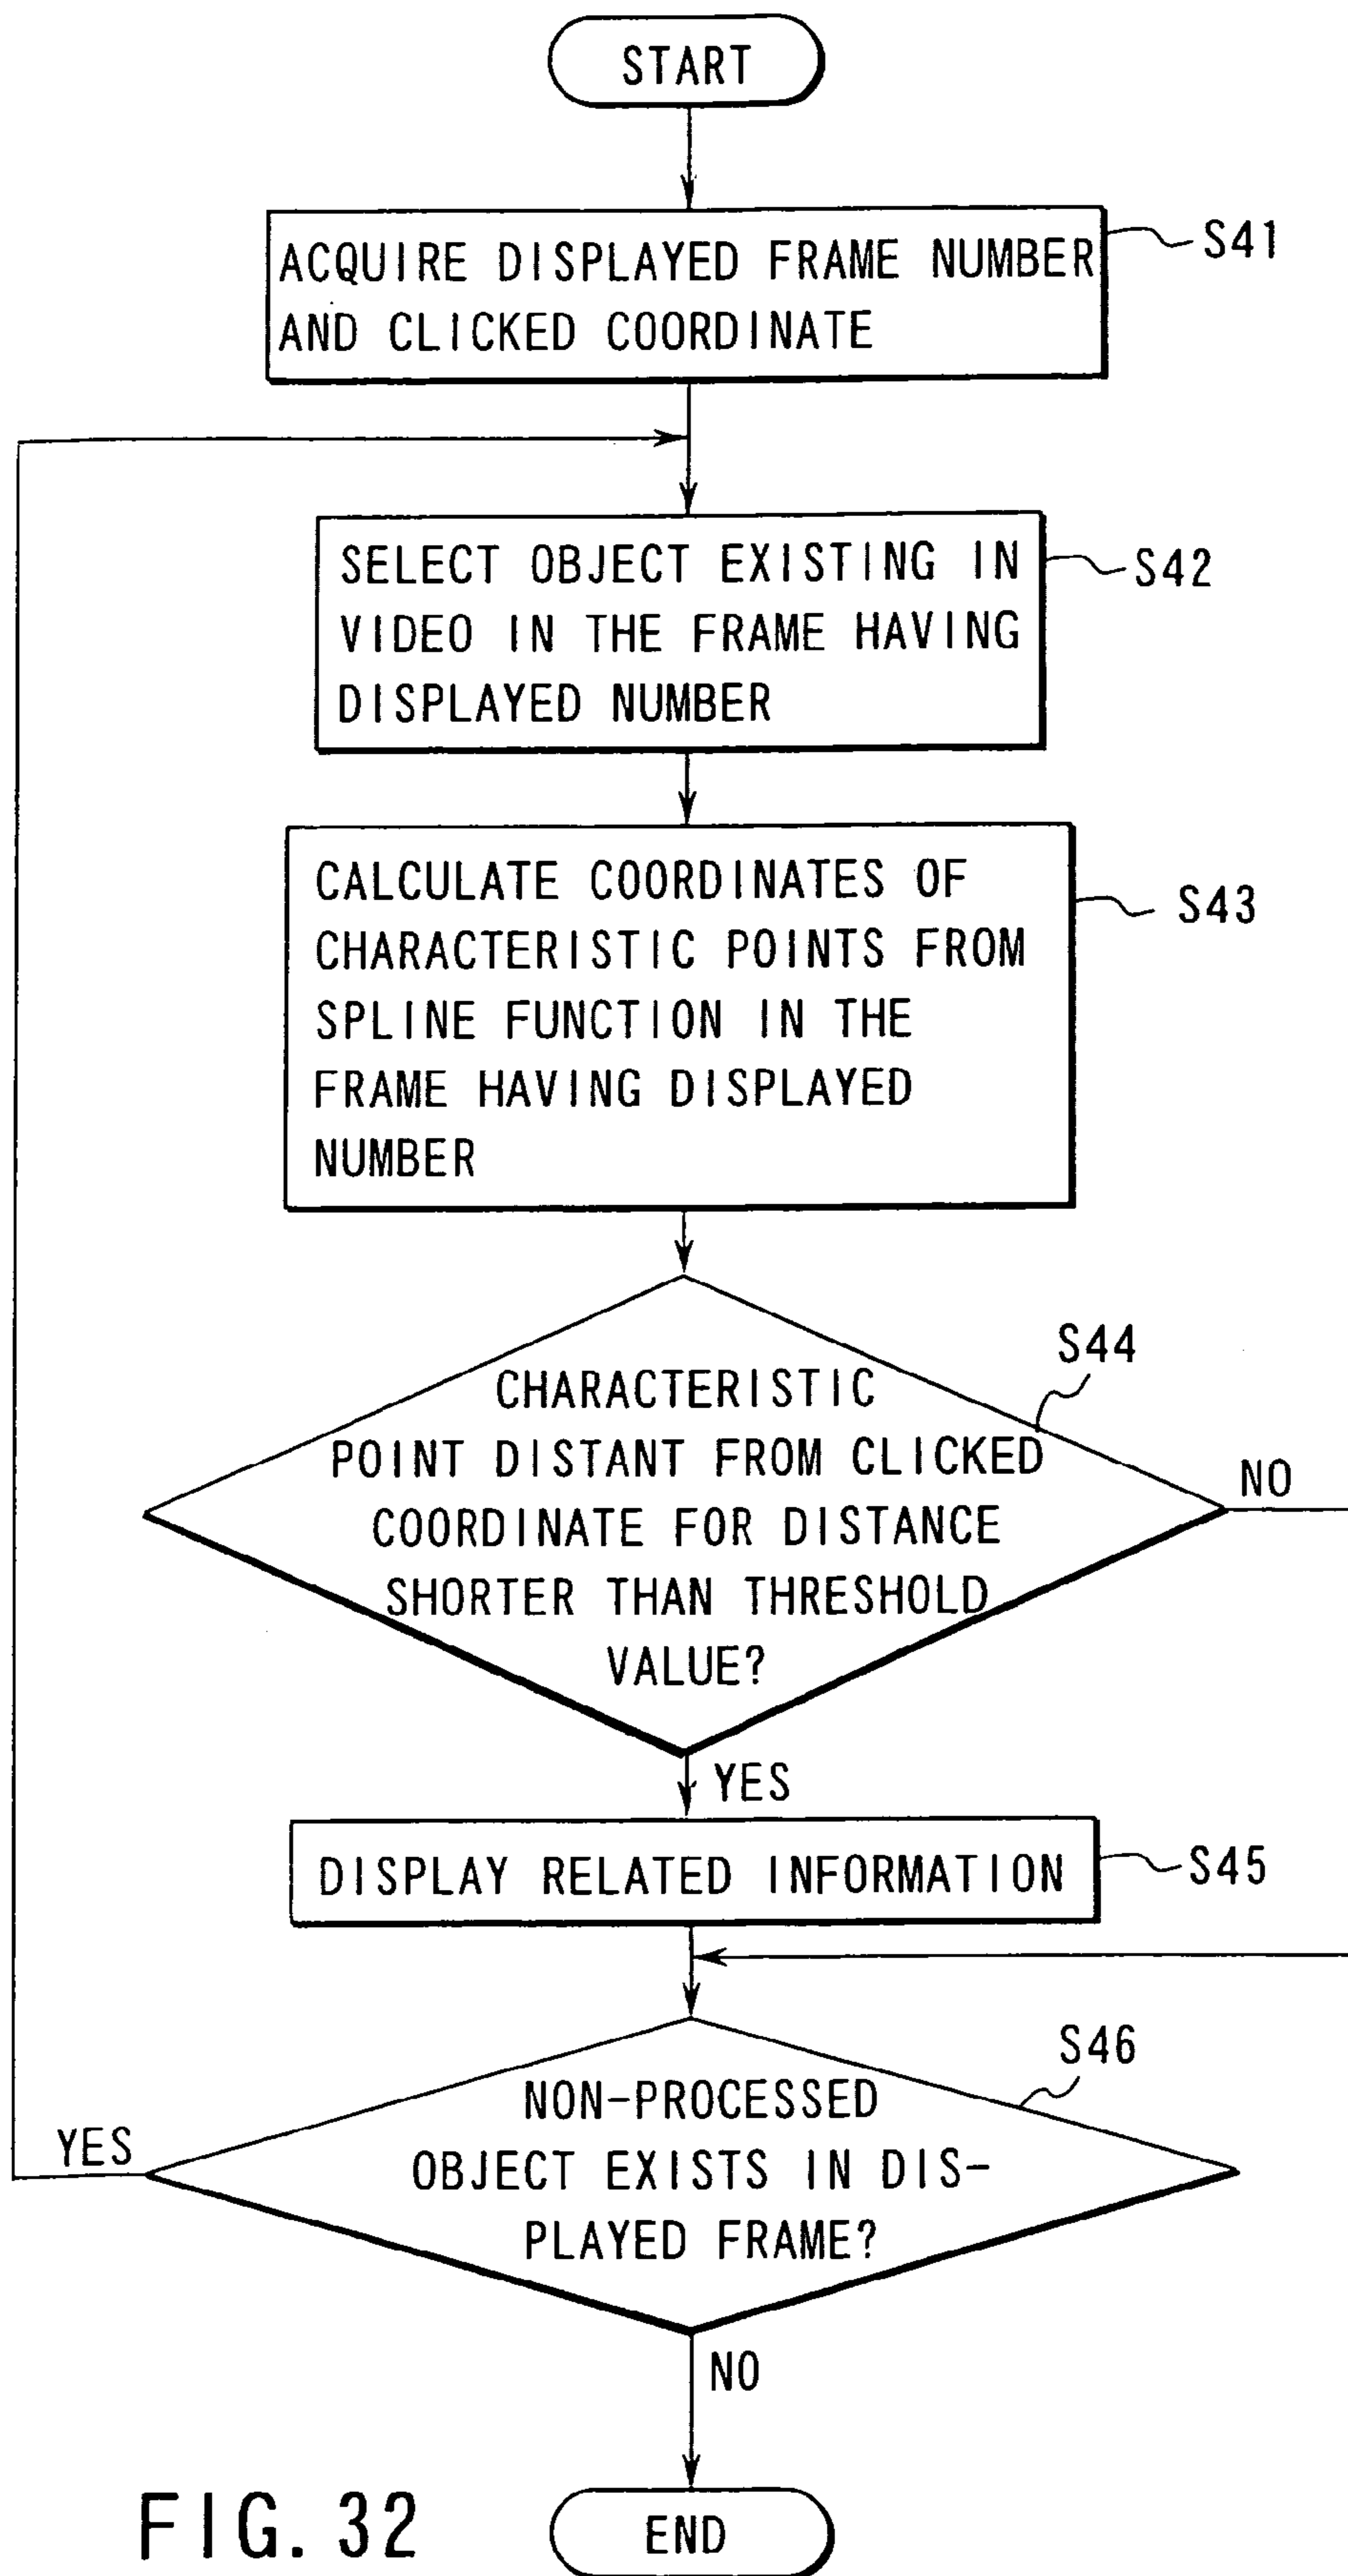 START
ACQUIRE DISPLAYED FRAME NUMBER
AND CLICKED COORDINATE
S41
SELECT OBJECT EXISTING IN
VIDEO IN THE FRAME HAVING
DISPLAYED NUMBER
S42
CALCULATE COORDINATES OF
CHARACTERISTIC POINTS FROM
SPLINE FUNCTION IN THE
FRAME HAVING DISPLAYED
NUMBER
S43
CHARACTERISTIC
POINT DISTANT FROM CLICKED
COORDINATE FOR DISTANCE
SHORTER THAN THRESHOLD
VALUE?
S44
NO
YES
DISPLAY RELATED INFORMATION
S45
NON-PROCESSED
OBJECT EXISTS IN DIS-
PLAYED FRAME?
S46
YES
NO
END
FIG. 32